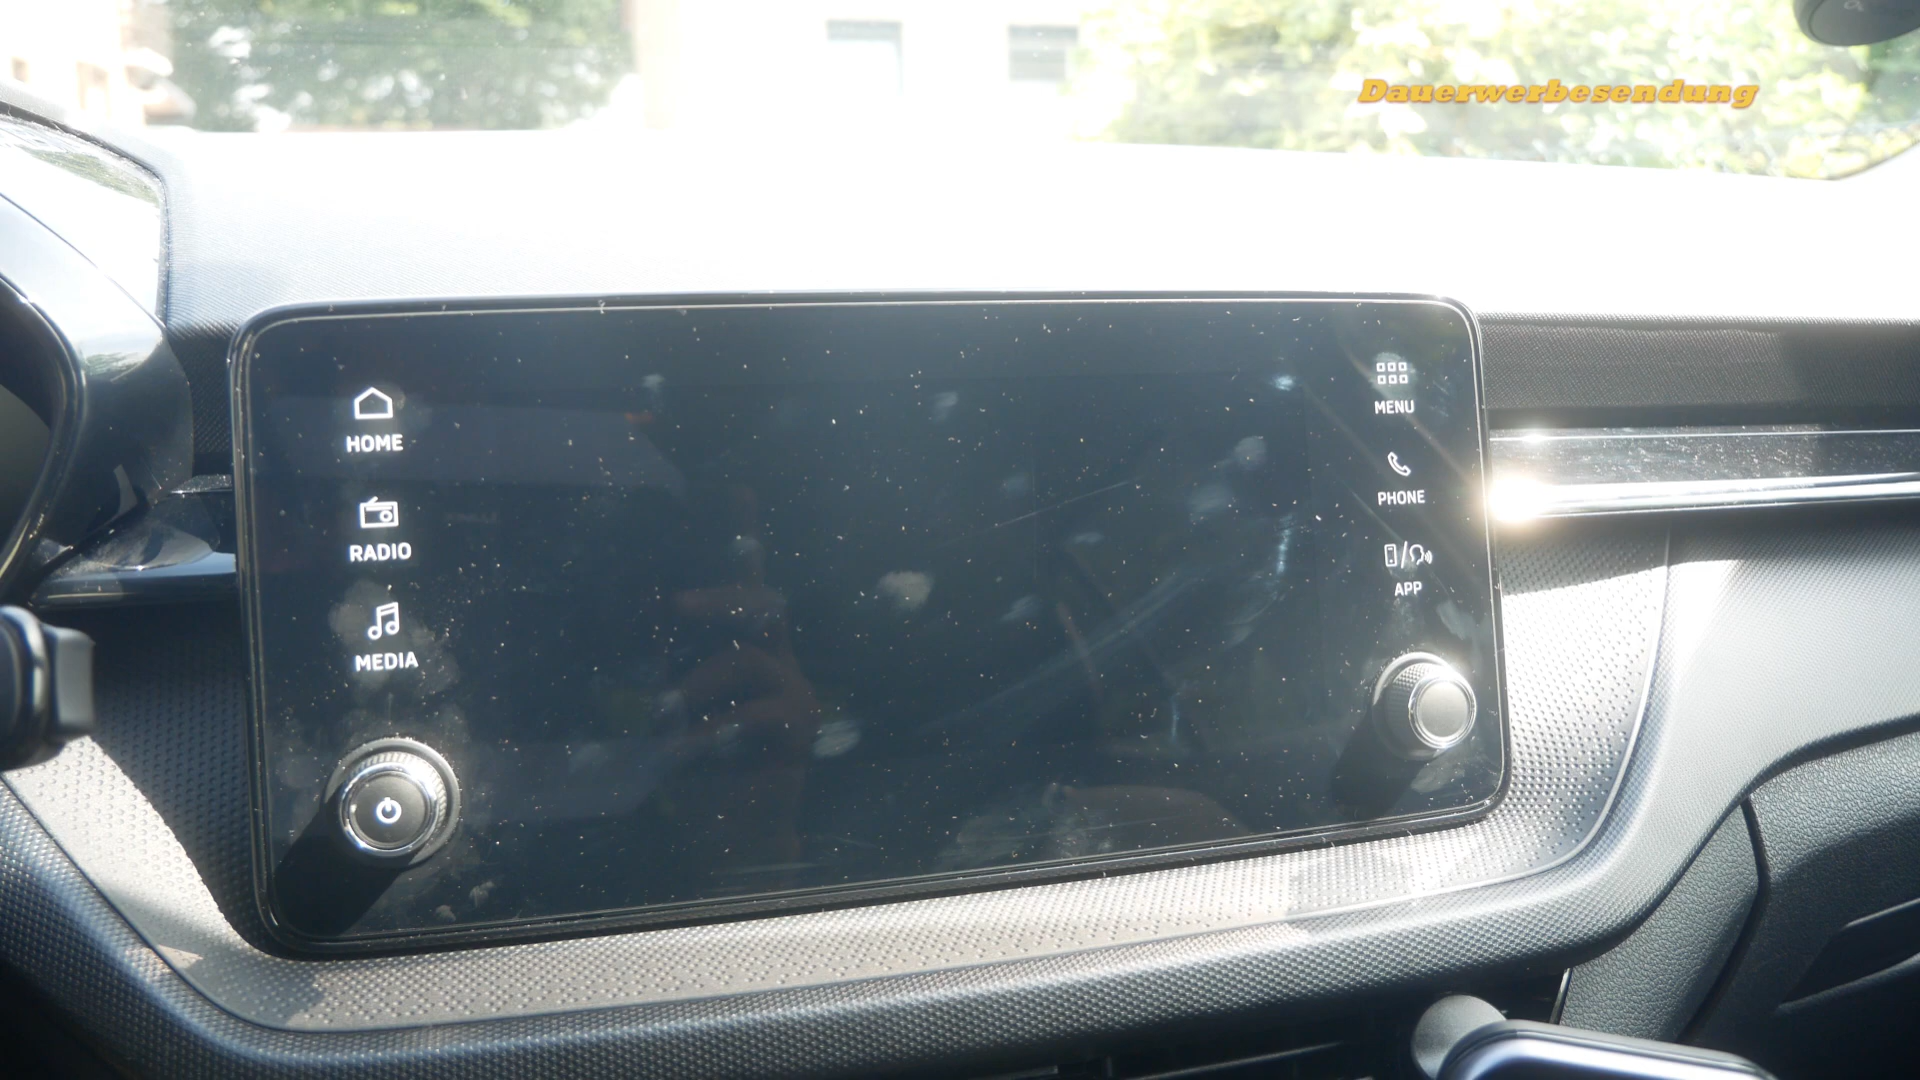 Dauerwerbesendung
HOME
RADIO
MEDIA
MENU
PHONE
APP